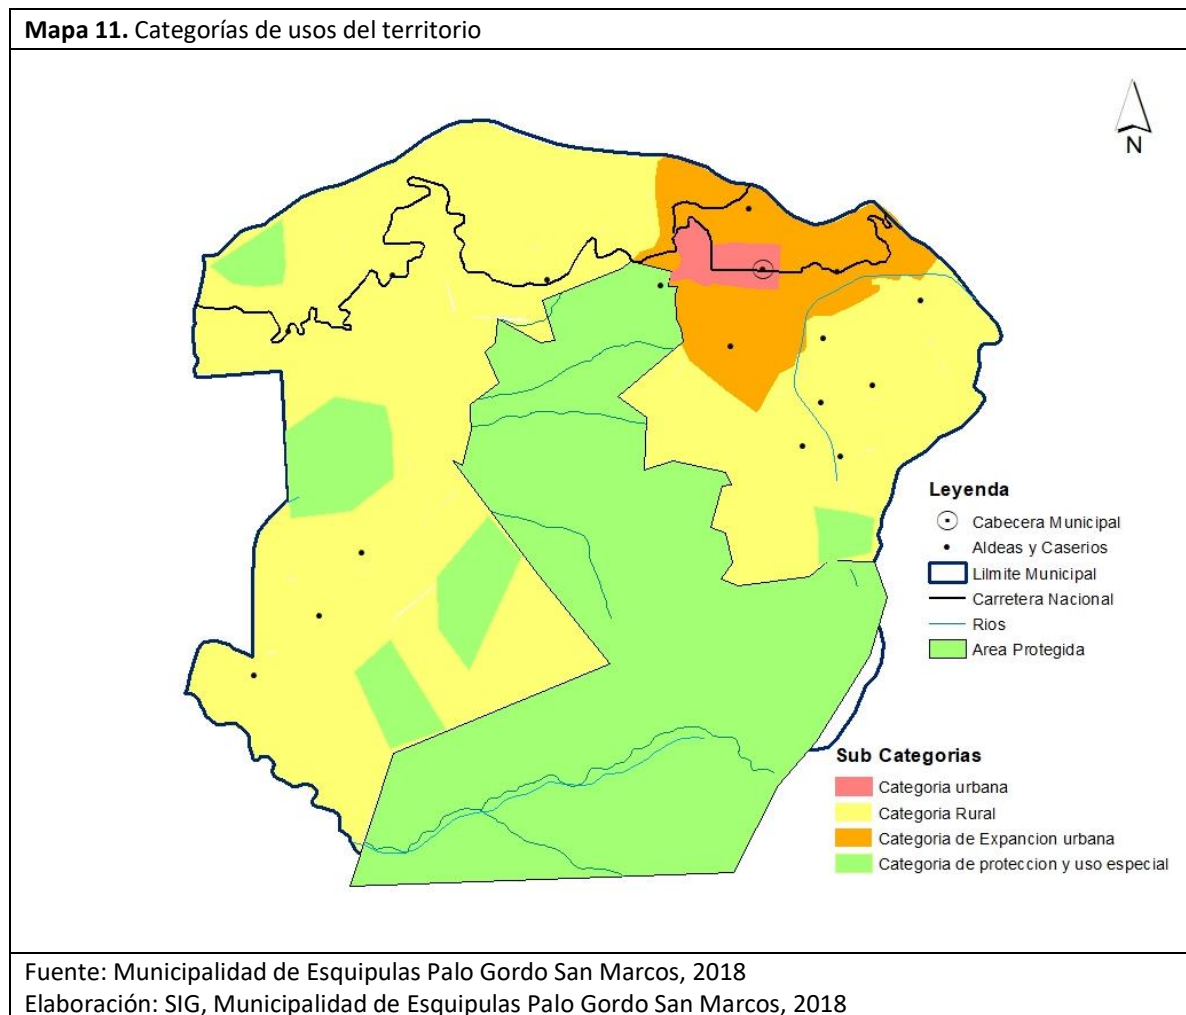 Mapa 11. Categorías de usos del territorio
N
Leyenda
Cabecera Municipal
Aldeas y Caserios
Lilmite Municipal
Carretera Nacional
Rios
Area Protegida
Sub Categorias
Categoria urbana
Categoria Rural
Categoria de Expancion urbana
Categoria de proteccion y uso especial
Fuente: Municipalidad de Esquipulas Palo Gordo San Marcos, 2018
Elaboración: SIG, Municipalidad de Esquipulas Palo Gordo San Marcos, 2018